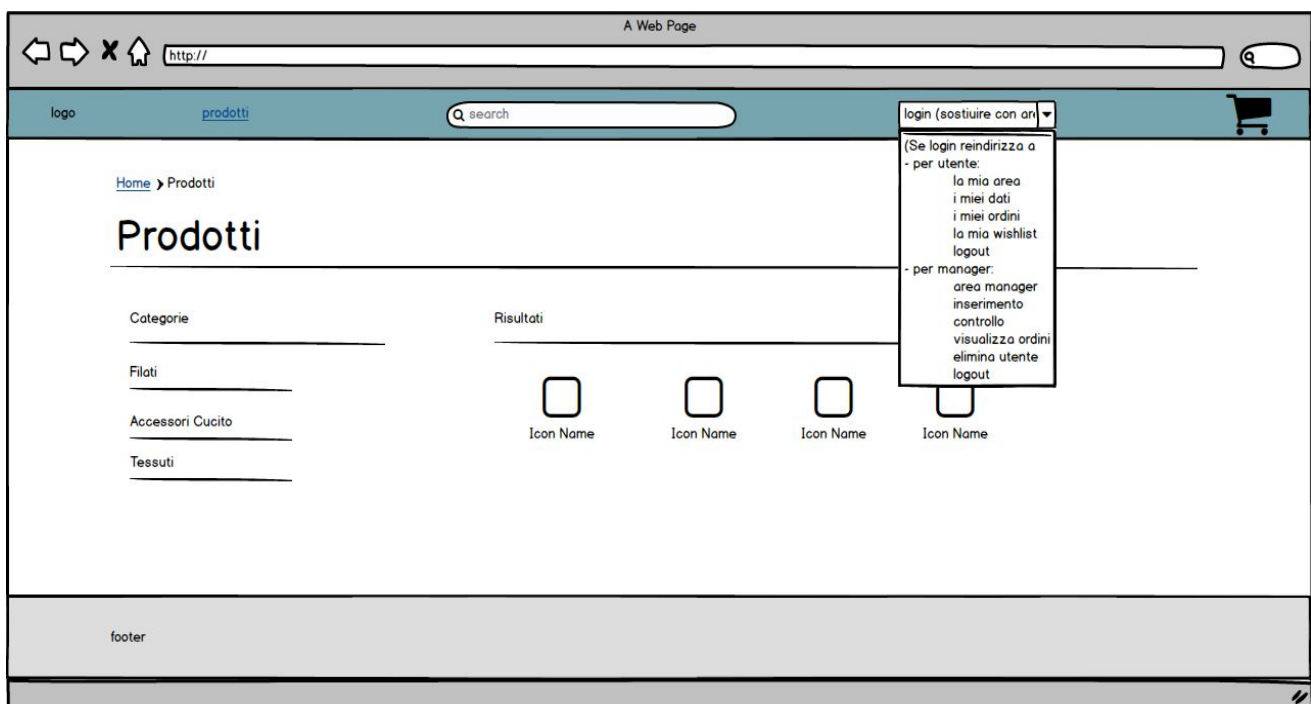 A Web Page
http://
logo
prodotti
search
login (sostiuire con are
(Se login reindirizza a
- per utente:
la mia area
i miei dati
i miei ordini
la mia wishlist
logout
- per manager:
area manager
inserimento
controllo
visualizza ordini
elimina utente
logout
Home > Prodotti
Prodotti
Categorie
Filati
Accessori Cucito
Tessuti
Risultati
Icon Name
Icon Name
Icon Name
Icon Name
footer